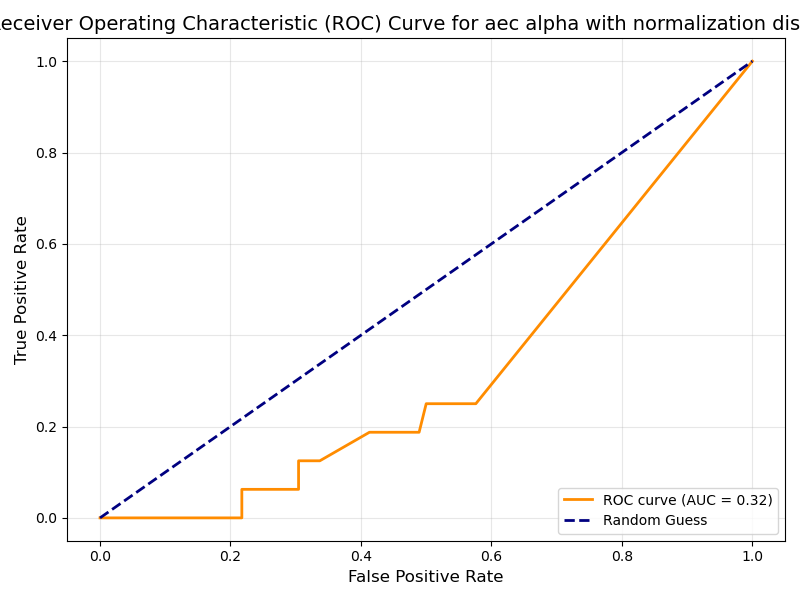 eceiver Operating Characteristic (ROC) Curve for aec alpha with normalization dis
True Positive Rate
1.0
0.8
0.6
0.4
0.2
0.0
ROC curve (AUC = 0.32)
Random Guess
0.0 0.2 0.4 0.6 0.8 1.0
False Positive Rate